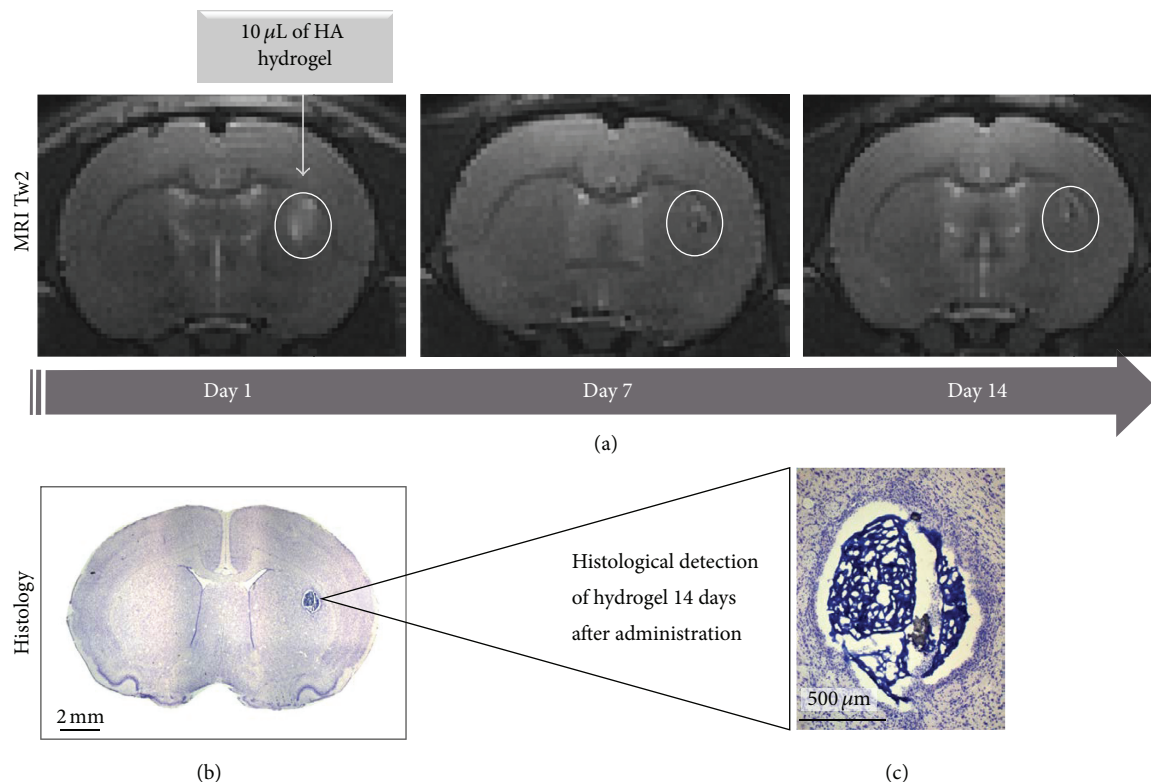 10 μL of HA
hydrogel
MRI Tw2
Day 1
Day 7
Day 14
(a)
Histology
2 mm
Histological detection
of hydrogel 14 days
after administration
500 μm
(b)
(c)